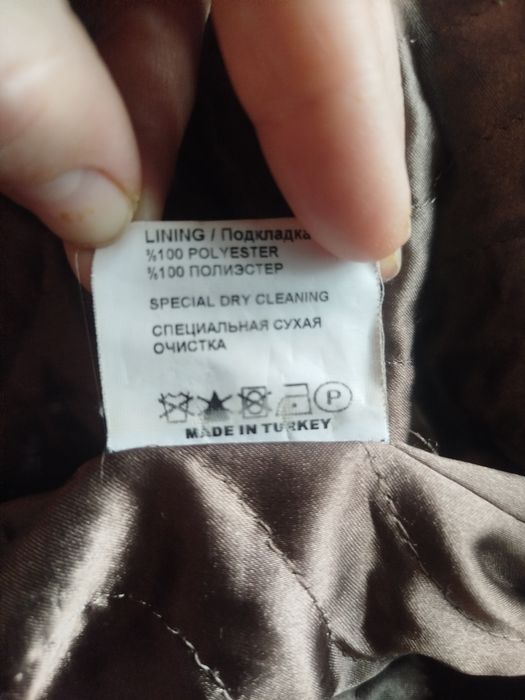 LINING / Подкладка
%100 POLYESTER
%100 ПОЛИЭСТЕР
SPECIAL DRY CLEANING
СПЕЦИАЛЬНАЯ СУХАЯ
ОЧИСТКА
P
MADE IN TURKEY